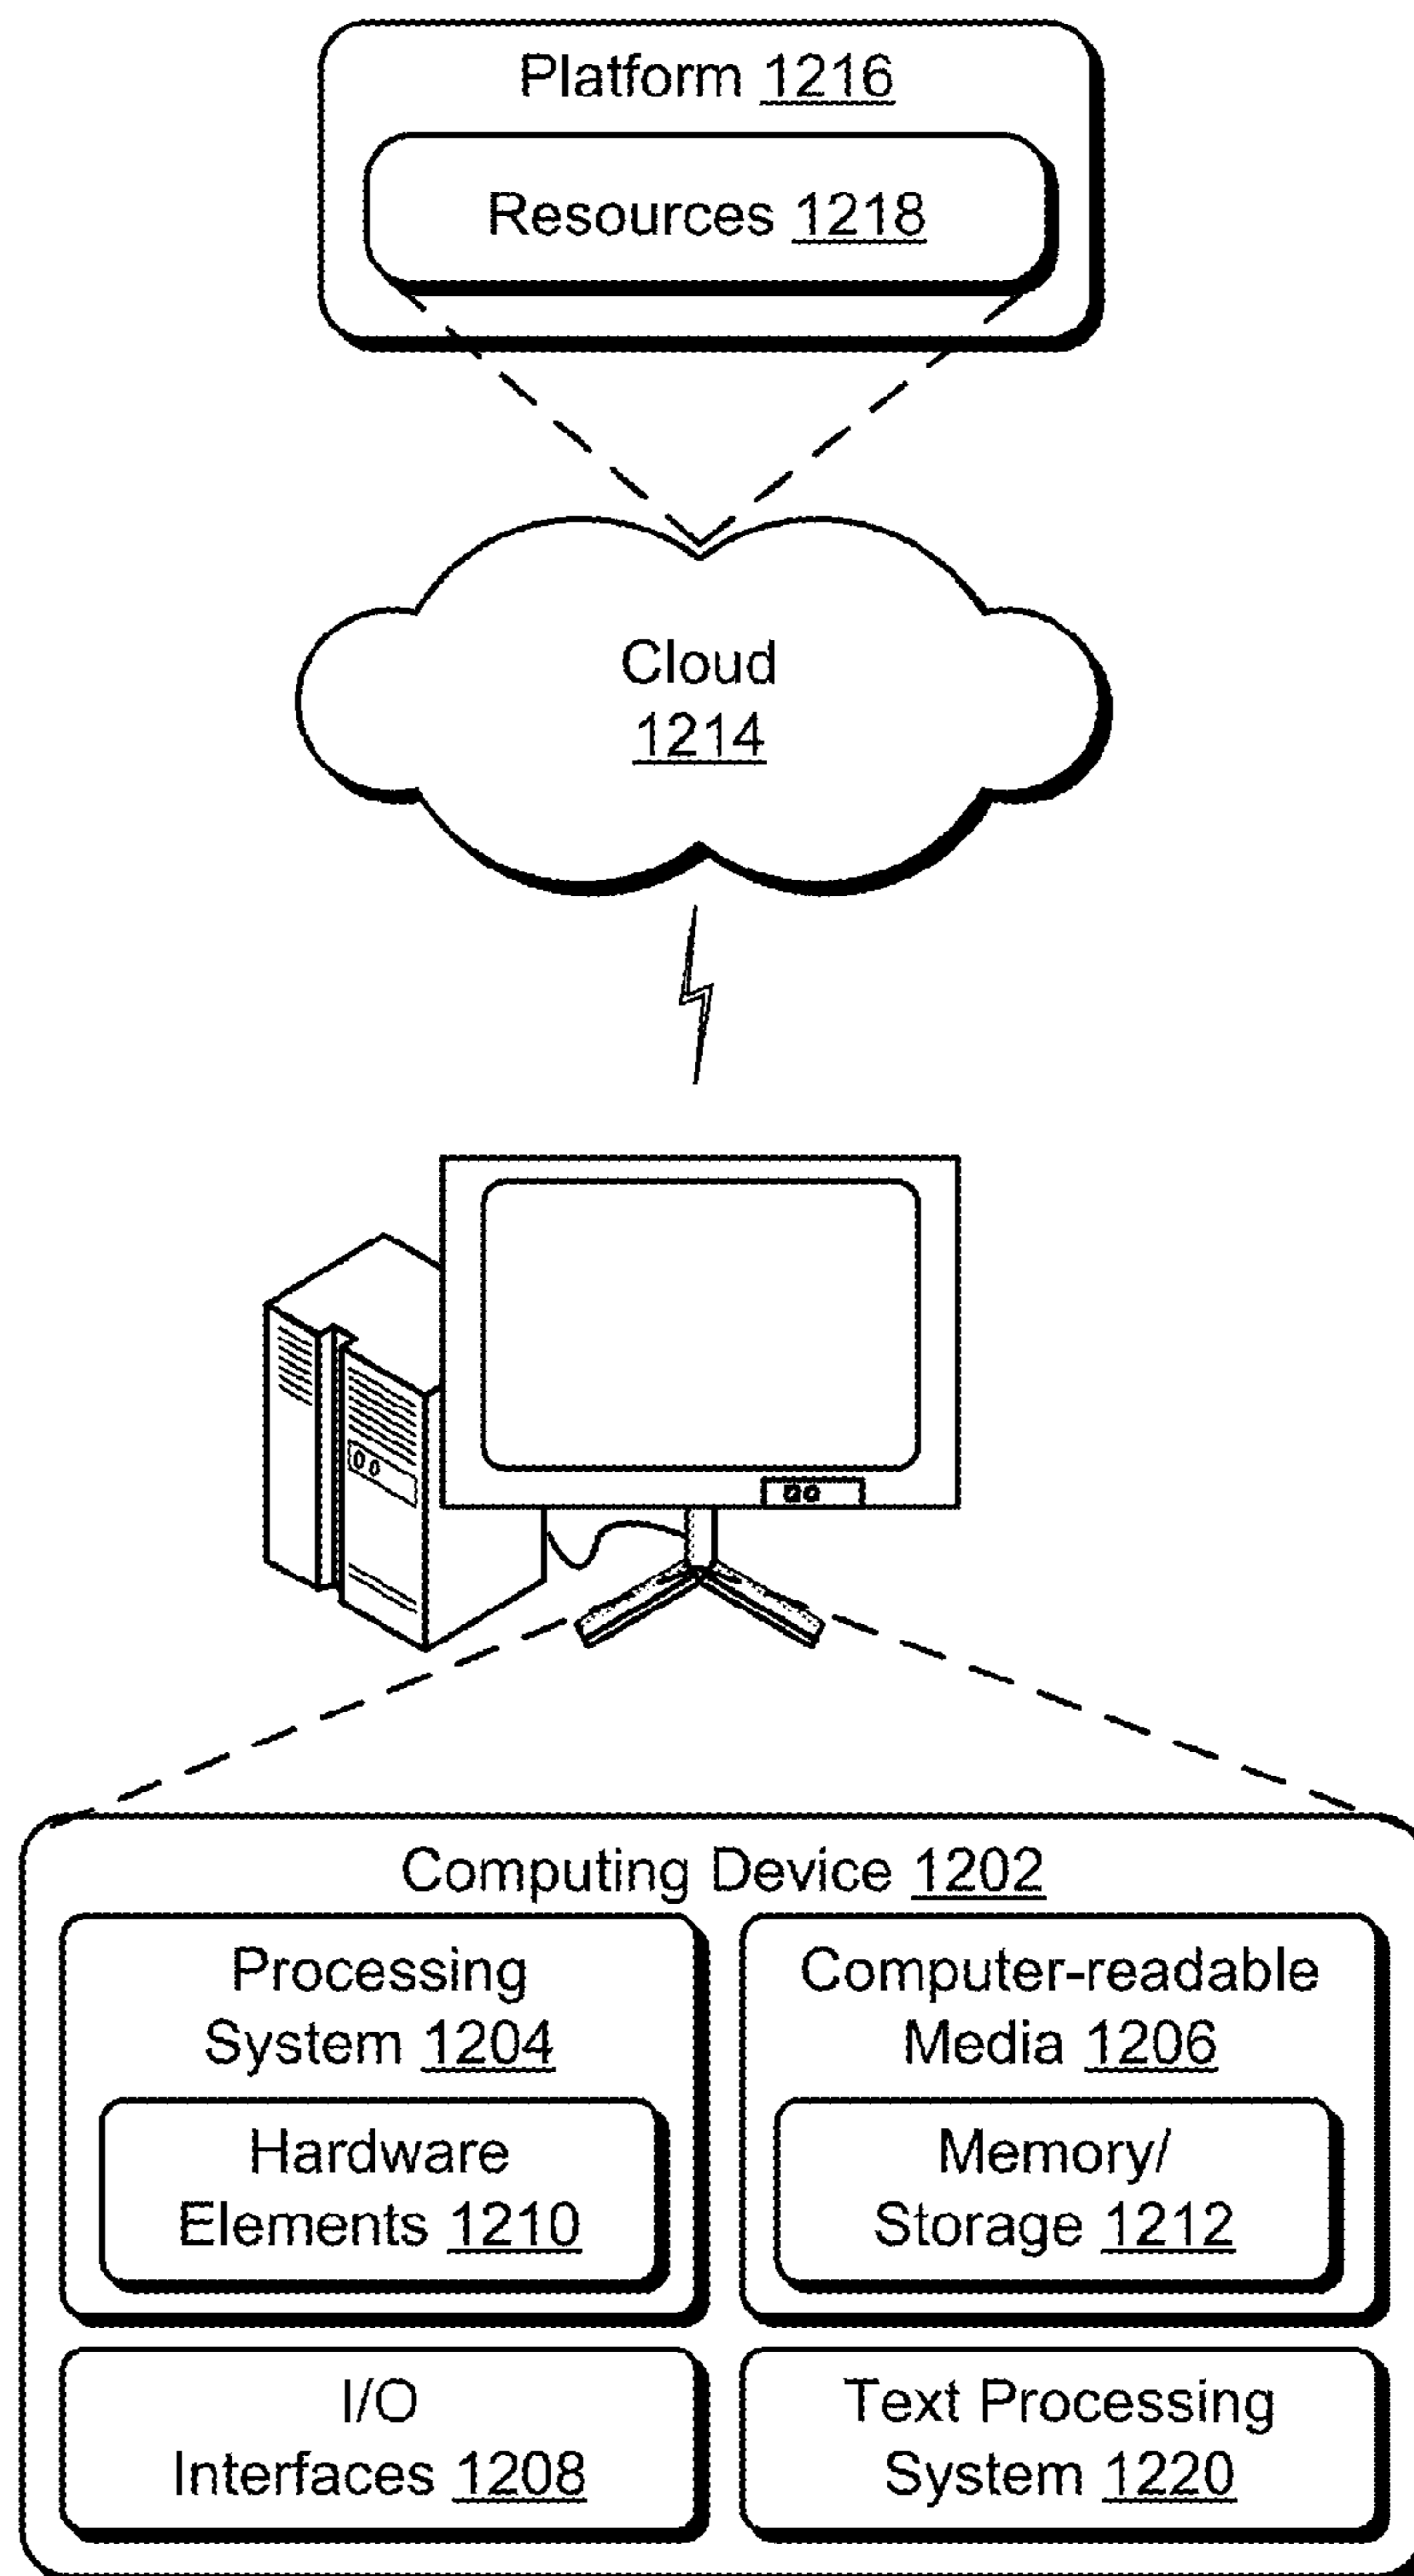 Platform 1216
Resources 1218
Cloud
1214
Computing Device 1202
Processing
System 1204
Hardware
Elements 1210
Computer-readable
Media 1206
Memory/
Storage 1212
I/O
Interfaces 1208
Text Processing
System 1220